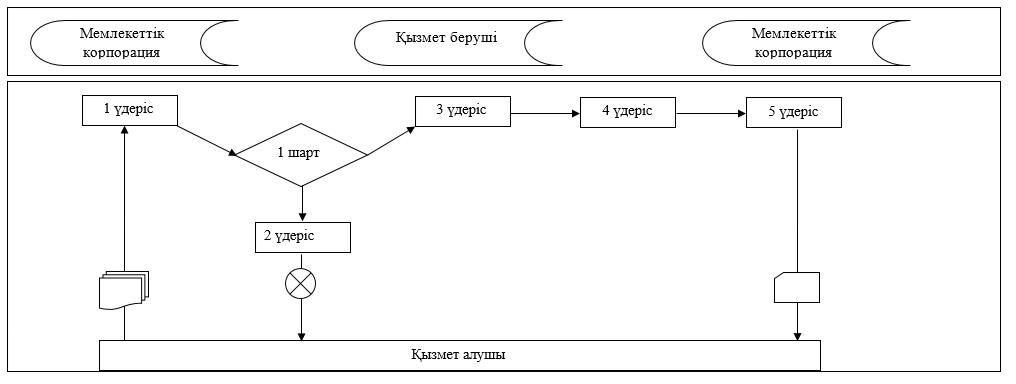 Мемлекеттік
корпорация
Қызмет беруші
Мемлекеттік
корпорация
1 үдеріс
3 үдеріс
4 үдеріс
5 үдеріс
1 шарт
2 үдеріс
Қызмет алушы